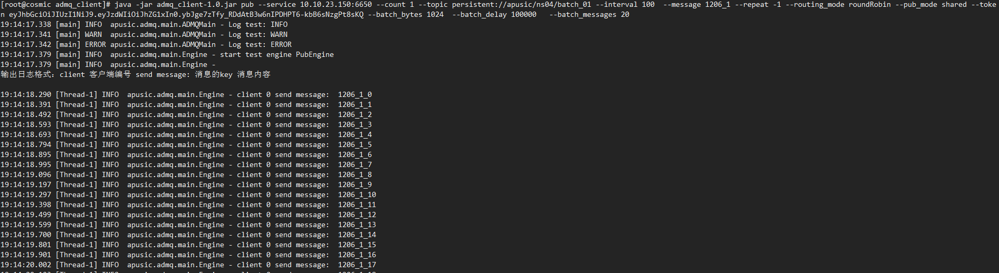 [root@cosmic admq_client]# java -jar admq_client-1.0.jar pub --service 10.10.23.150:6650 --count 1 --topic persistent://apusic/ns04/batch_01 --interval 100  --message 1206_1 --repeat -1 --routing_mode roundRobin --pub_mode shared --toke
n eyJhbGciOiJIUzI1NiJ9.eyJzdWIiOiJhZG1xIn0.ybJge7zTfy_RDdAtB3w6nIPDHPT6-kbB6sNzgPt8sKQ --batch_bytes 1024  --batch_delay 100000   --batch_messages 20
19:14:17.338 [main] INFO  apusic.admq.main.ADMQMain - Log test: INFO
19:14:17.341 [main] WARN  apusic.admq.main.ADMQMain - Log test: WARN
19:14:17.342 [main] ERROR apusic.admq.main.ADMQMain - Log test: ERROR
19:14:17.379 [main] INFO  apusic.admq.main.Engine - start test engine PubEngine
19:14:17.379 [main] INFO  apusic.admq.main.Engine -
输出日志格式：client 客户端编号 send message: 消息的key 消息内容
19:14:18.290 [Thread-1] INFO  apusic.admq.main.Engine - client 0 send message:  1206_1_0
19:14:18.391 [Thread-1] INFO  apusic.admq.main.Engine - client 0 send message:  1206_1_1
19:14:18.492 [Thread-1] INFO  apusic.admq.main.Engine - client 0 send message:  1206_1_2
19:14:18.593 [Thread-1] INFO  apusic.admq.main.Engine - client 0 send message:  1206_1_3
19:14:18.693 [Thread-1] INFO  apusic.admq.main.Engine - client 0 send message:  1206_1_4
19:14:18.794 [Thread-1] INFO  apusic.admq.main.Engine - client 0 send message:  1206_1_5
19:14:18.895 [Thread-1] INFO  apusic.admq.main.Engine - client 0 send message:  1206_1_6
19:14:18.995 [Thread-1] INFO  apusic.admq.main.Engine - client 0 send message:  1206_1_7
19:14:19.096 [Thread-1] INFO  apusic.admq.main.Engine - client 0 send message:  1206_1_8
19:14:19.197 [Thread-1] INFO  apusic.admq.main.Engine - client 0 send message:  1206_1_9
19:14:19.297 [Thread-1] INFO  apusic.admq.main.Engine - client 0 send message:  1206_1_10
19:14:19.398 [Thread-1] INFO  apusic.admq.main.Engine - client 0 send message:  1206_1_11
19:14:19.499 [Thread-1] INFO  apusic.admq.main.Engine - client 0 send message:  1206_1_12
19:14:19.599 [Thread-1] INFO  apusic.admq.main.Engine - client 0 send message:  1206_1_13
19:14:19.700 [Thread-1] INFO  apusic.admq.main.Engine - client 0 send message:  1206_1_14
19:14:19.801 [Thread-1] INFO  apusic.admq.main.Engine - client 0 send message:  1206_1_15
19:14:19.901 [Thread-1] INFO  apusic.admq.main.Engine - client 0 send message:  1206_1_16
19:14:20.002 [Thread-1] INFO  apusic.admq.main.Engine - client 0 send message:  1206_1_17